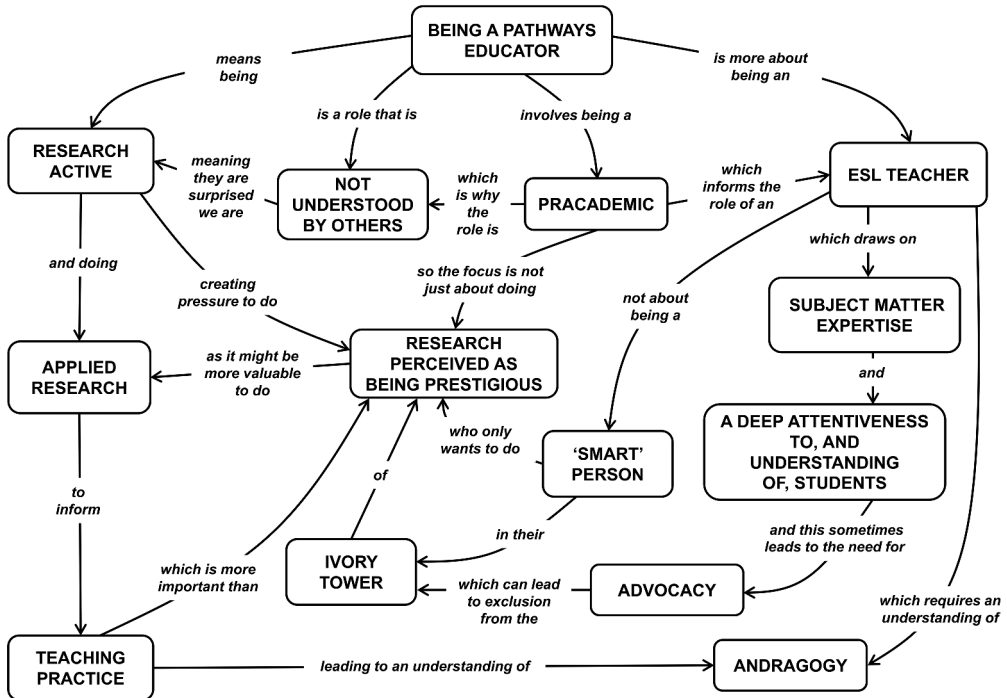 BEING A PATHWAYS
EDUCATOR
means
being
is more about
being an
is a role that is
involves being a
RESEARCH
ACTIVE
meaning
they are
surprised
we are
NOT
UNDERSTOOD
BY OTHERS
which is
why
the
role is
PRACADEMIC
which
informs the
role of an
ESL TEACHER
and doing
creating
pressure to do
so the focus is not
just about doing
not about
being a
which draws on
SUBJECT MATTER
EXPERTISE
APPLIED
RESEARCH
as it might be
more valuable
to do
RESEARCH
PERCEIVED AS
BEING PRESTIGIOUS
and
who only
wants to do
‘SMART’
PERSON
A DEEP ATTENTIVENESS
TO, AND
UNDERSTANDING
OF, STUDENTS
to
inform
of
in their
and this sometimes
leads to the need for
which is more
important than
IVORY
TOWER
which can lead
to exclusion
from the
ADVOCACY
which requires an
understanding of
TEACHING
PRACTICE
leading to an understanding of
ANDRAGOGY